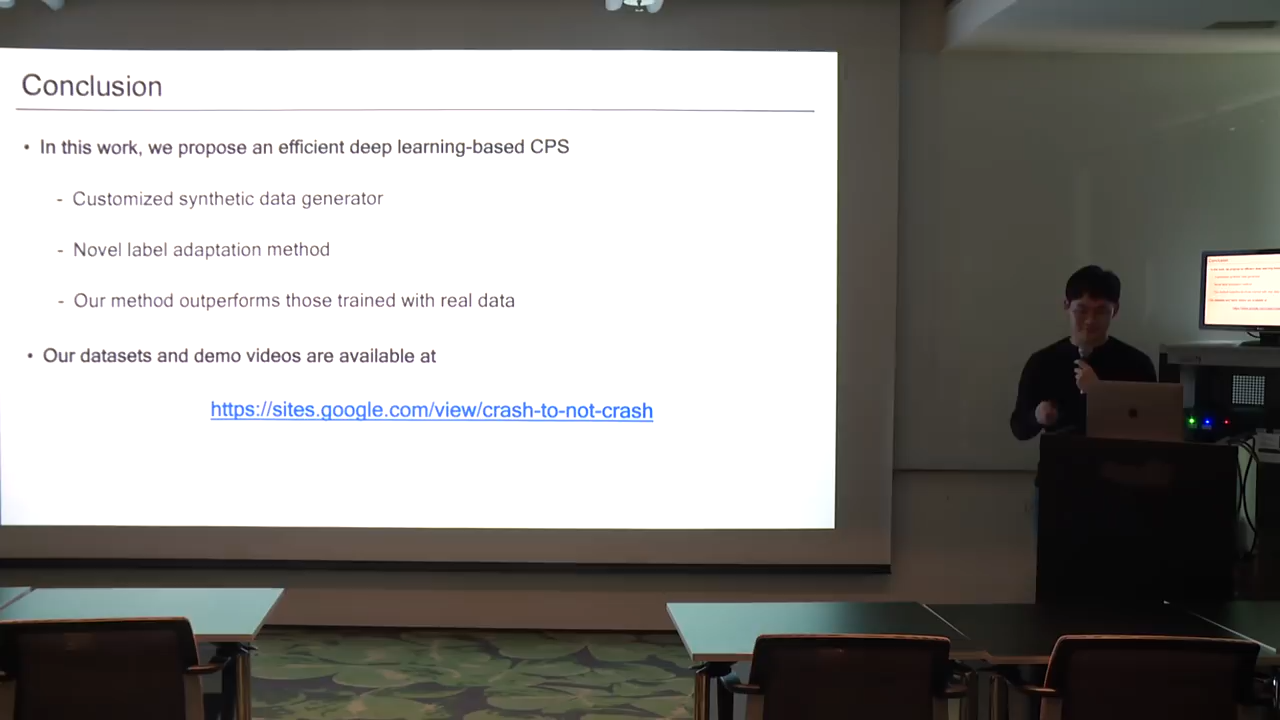 Conclusion
• In this work, we propose an efficient deep learning-based CPS
- Customized synthetic data generator
- Novel label adaptation method
- Our method outperforms those trained with real data
• Our datasets and demo videos are available at
https://sites.google.com/view/crash-to-not-crash
Conclusion